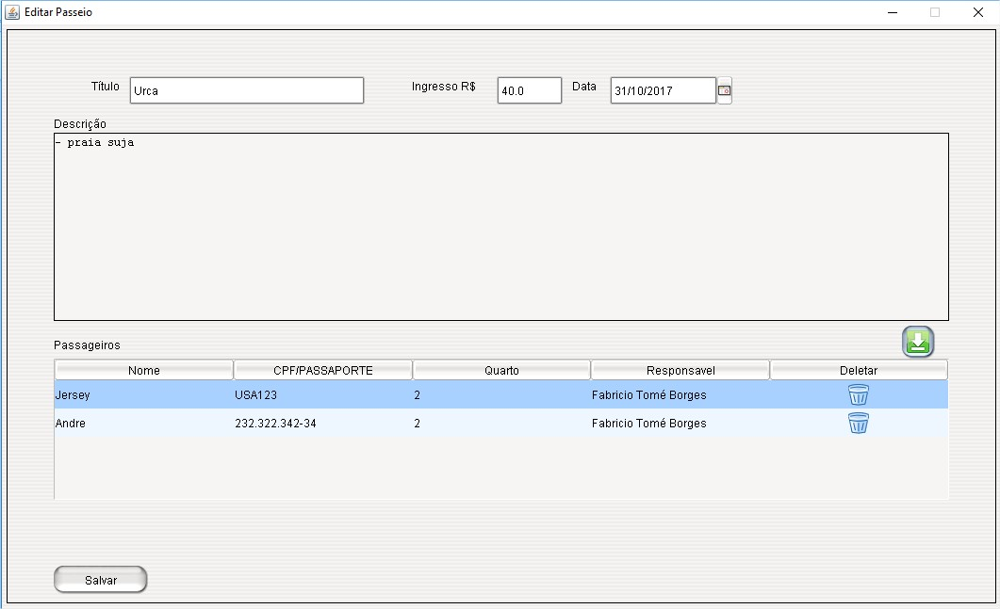 Editar Passeio
Título Urca Ingresso R$ 40.0 Data 31/10/2017
Descrição
- praia suja
Passageiros
Nome CPF/PASSAPORTE Quarto Responsavel Deletar
Jersey USA123 2 Fabricio Tomé Borges
Andre 232.322.342-34 2 Fabricio Tomé Borges
Salvar